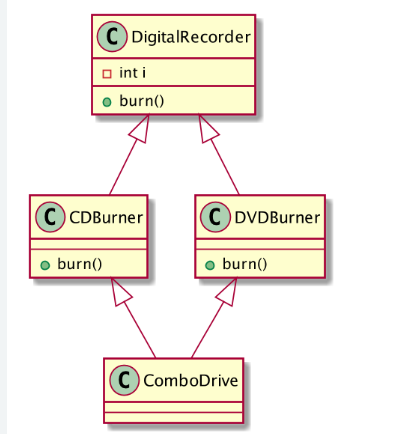 C DigitalRecorder
int i
burn()
C CDBurner
C DVDBurner
burn()
burn()
C ComboDrive